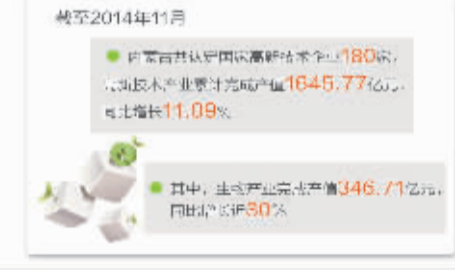 截至2014年11月
内蒙古共认定国家高新技术企业180家,
高新技术产业累计完成产值1645.77亿元,
同比增长11.09%
其中,生物产业完成产值346.71亿元,
同比增长近30%